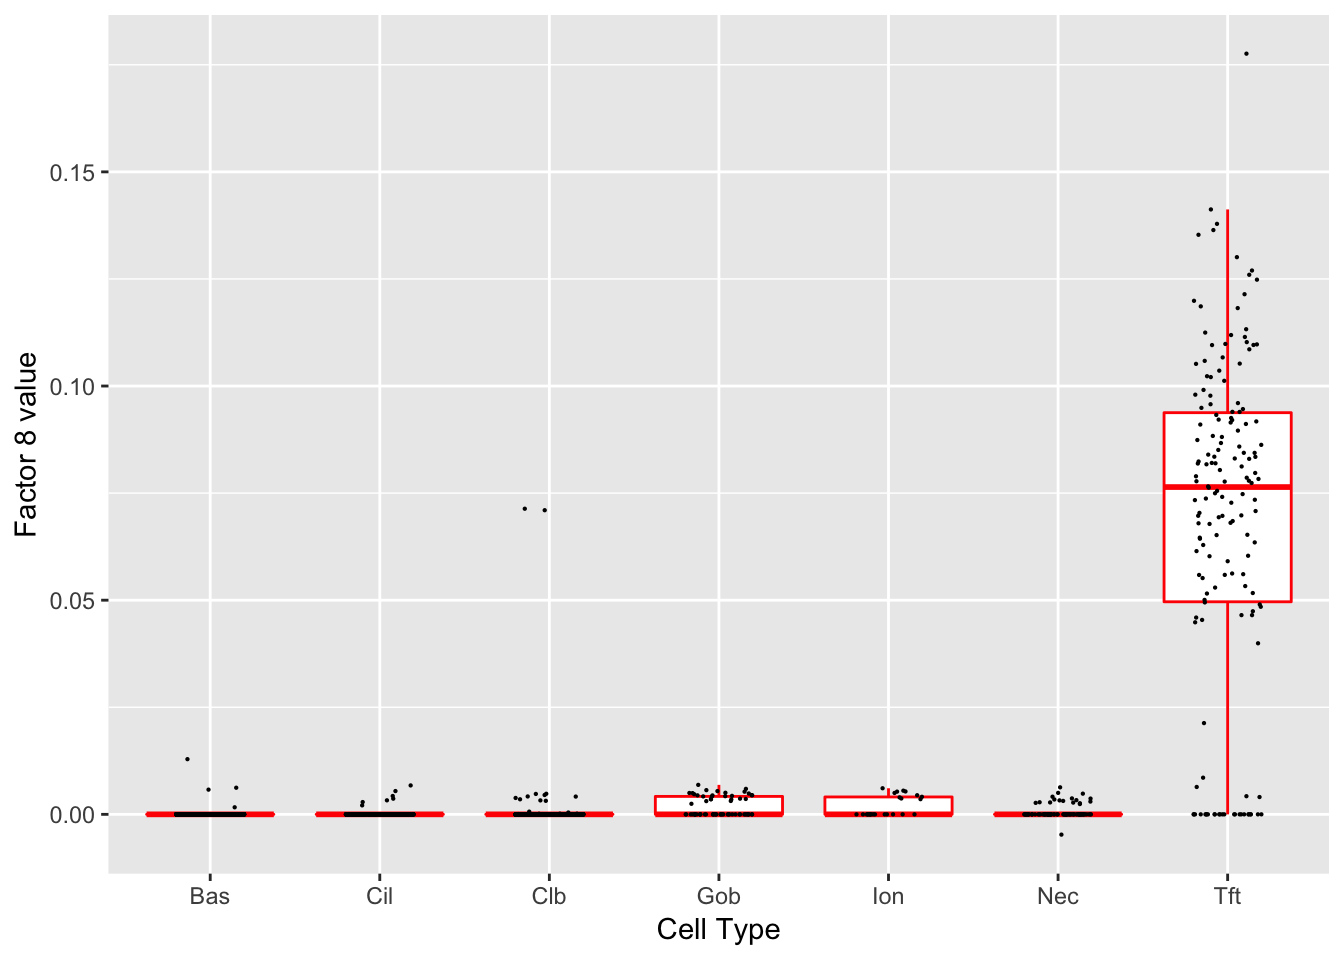 Factor 8 value
0.15
0.10
0.05
0.00
Bas Cil Clb Gob Ion Nec Tft
Cell Type